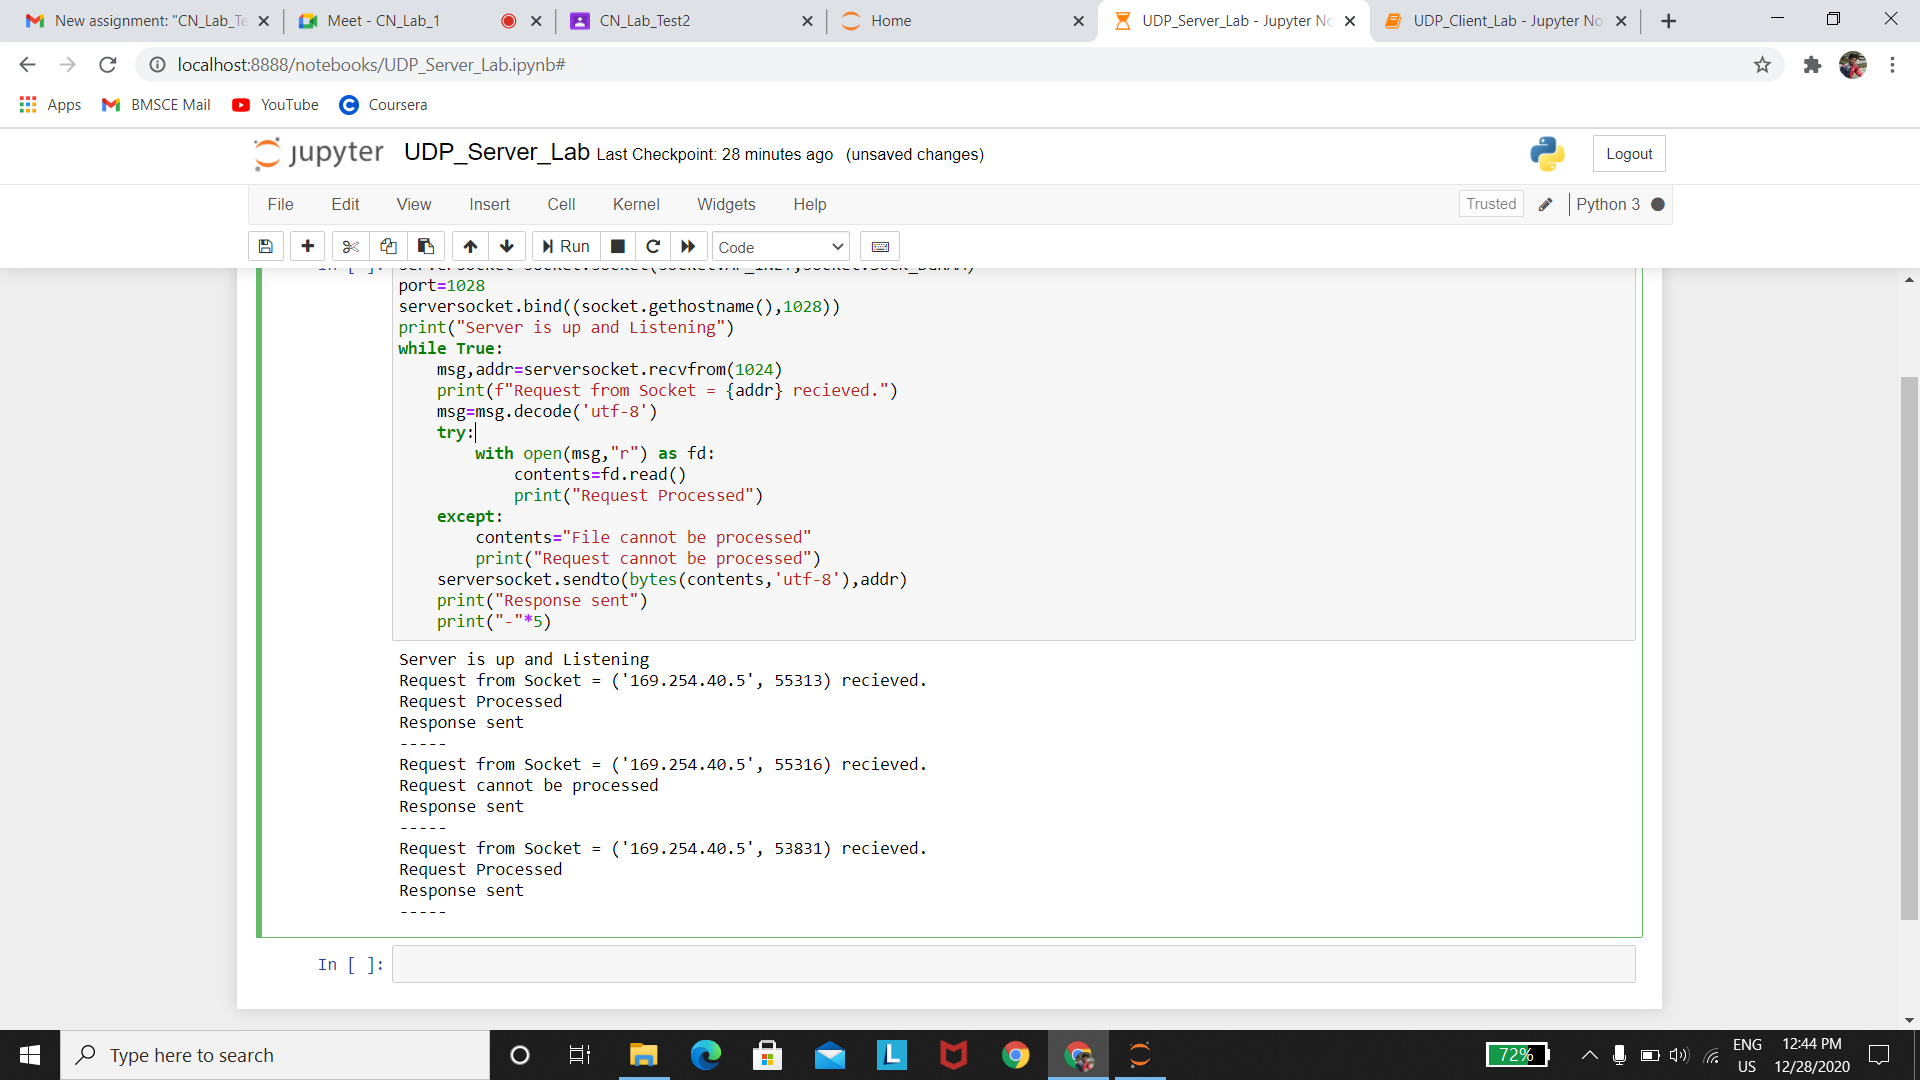 New assignment: "CN_Lab_Te
Meet - CN_Lab_1
CN_Lab_Test2
Home
UDP_Server_Lab - Jupyter No
UDP_Client_Lab - Jupyter No
localhost:8888/notebooks/UDP_Server_Lab.ipynb#
Apps
BMSCE Mail
YouTube
Coursera
jupyter
UDP_Server_Lab Last Checkpoint: 28 minutes ago (unsaved changes)
Logout
File Edit View Insert Cell Kernel Widgets Help
Trusted
Python 3
Run
Code
port=1028
serversocket.bind((socket.gethostname(),1028))
print("Server is up and Listening")
while True:
msg,addr=serversocket.recvfrom(1024)
print(f"Request from Socket = {addr} recieved.")
msg=msg.decode('utf-8')
try:
with open(msg,"r") as fd:
contents=fd.read()
print("Request Processed")
except:
contents="File cannot be processed"
print("Request cannot be processed")
serversocket.sendto(bytes(contents,'utf-8'),addr)
print("Response sent")
print("-"*5)
Server is up and Listening
Request from Socket = ('169.254.40.5', 55313) recieved.
Request Processed
Response sent
-----
Request from Socket = ('169.254.40.5', 55316) recieved.
Request cannot be processed
Response sent
-----
Request from Socket = ('169.254.40.5', 53831) recieved.
Request Processed
Response sent
-----
In [ ]:
Type here to search
L
72%
ENG
US
12:44 PM
12/28/2020